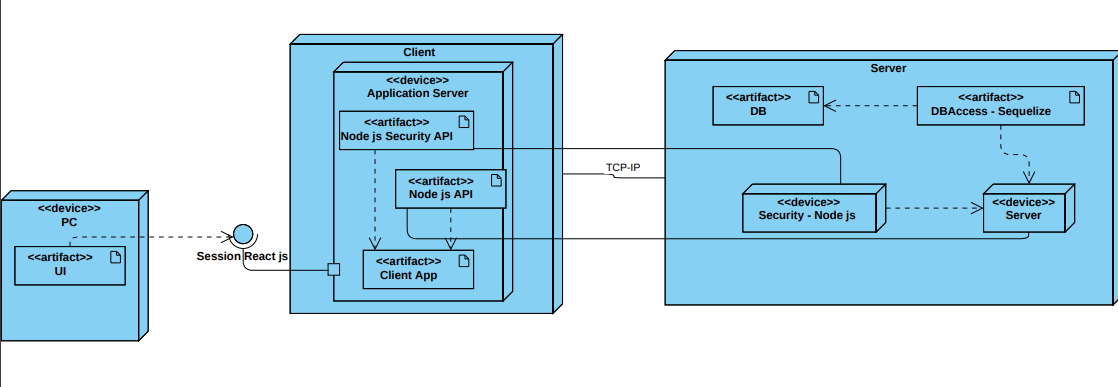 <<device>>
PC
<<artifact>>
UI
Session React js
Client
<<device>>
Application Server
<<artifact>>
Node js Security API
<<artifact>>
Node js API
<<artifact>>
Client App
TCP-IP
Server
<<artifact>>
DB
<<artifact>>
DBAccess - Sequelize
<<device>>
Security - Node js
<<device>>
Server